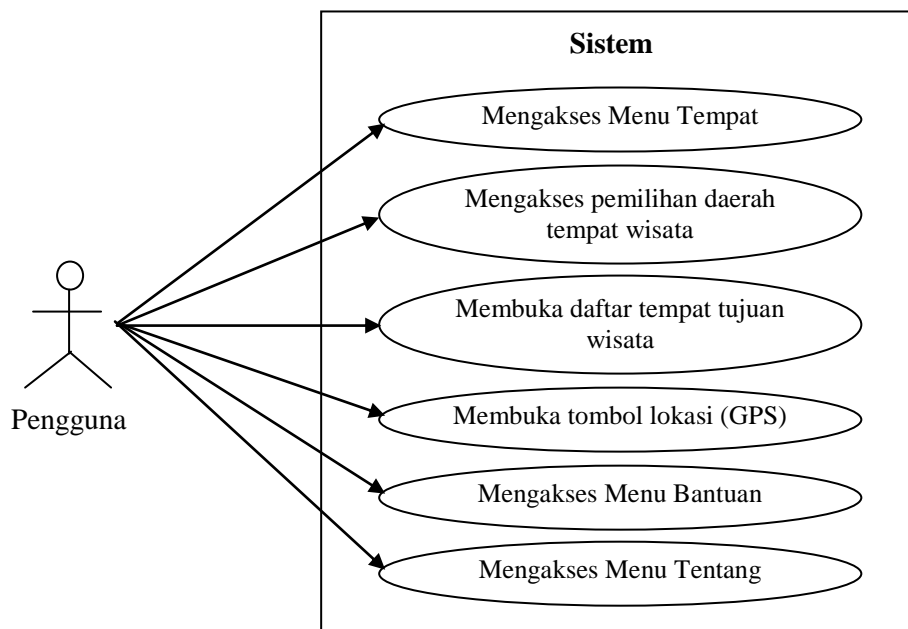 Sistem
Mengakses Menu Tempat
Mengakses pemilihan daerah
tempat wisata
Membuka daftar tempat tujuan
wisata
Membuka tombol lokasi (GPS)
Mengakses Menu Bantuan
Mengakses Menu Tentang
Pengguna